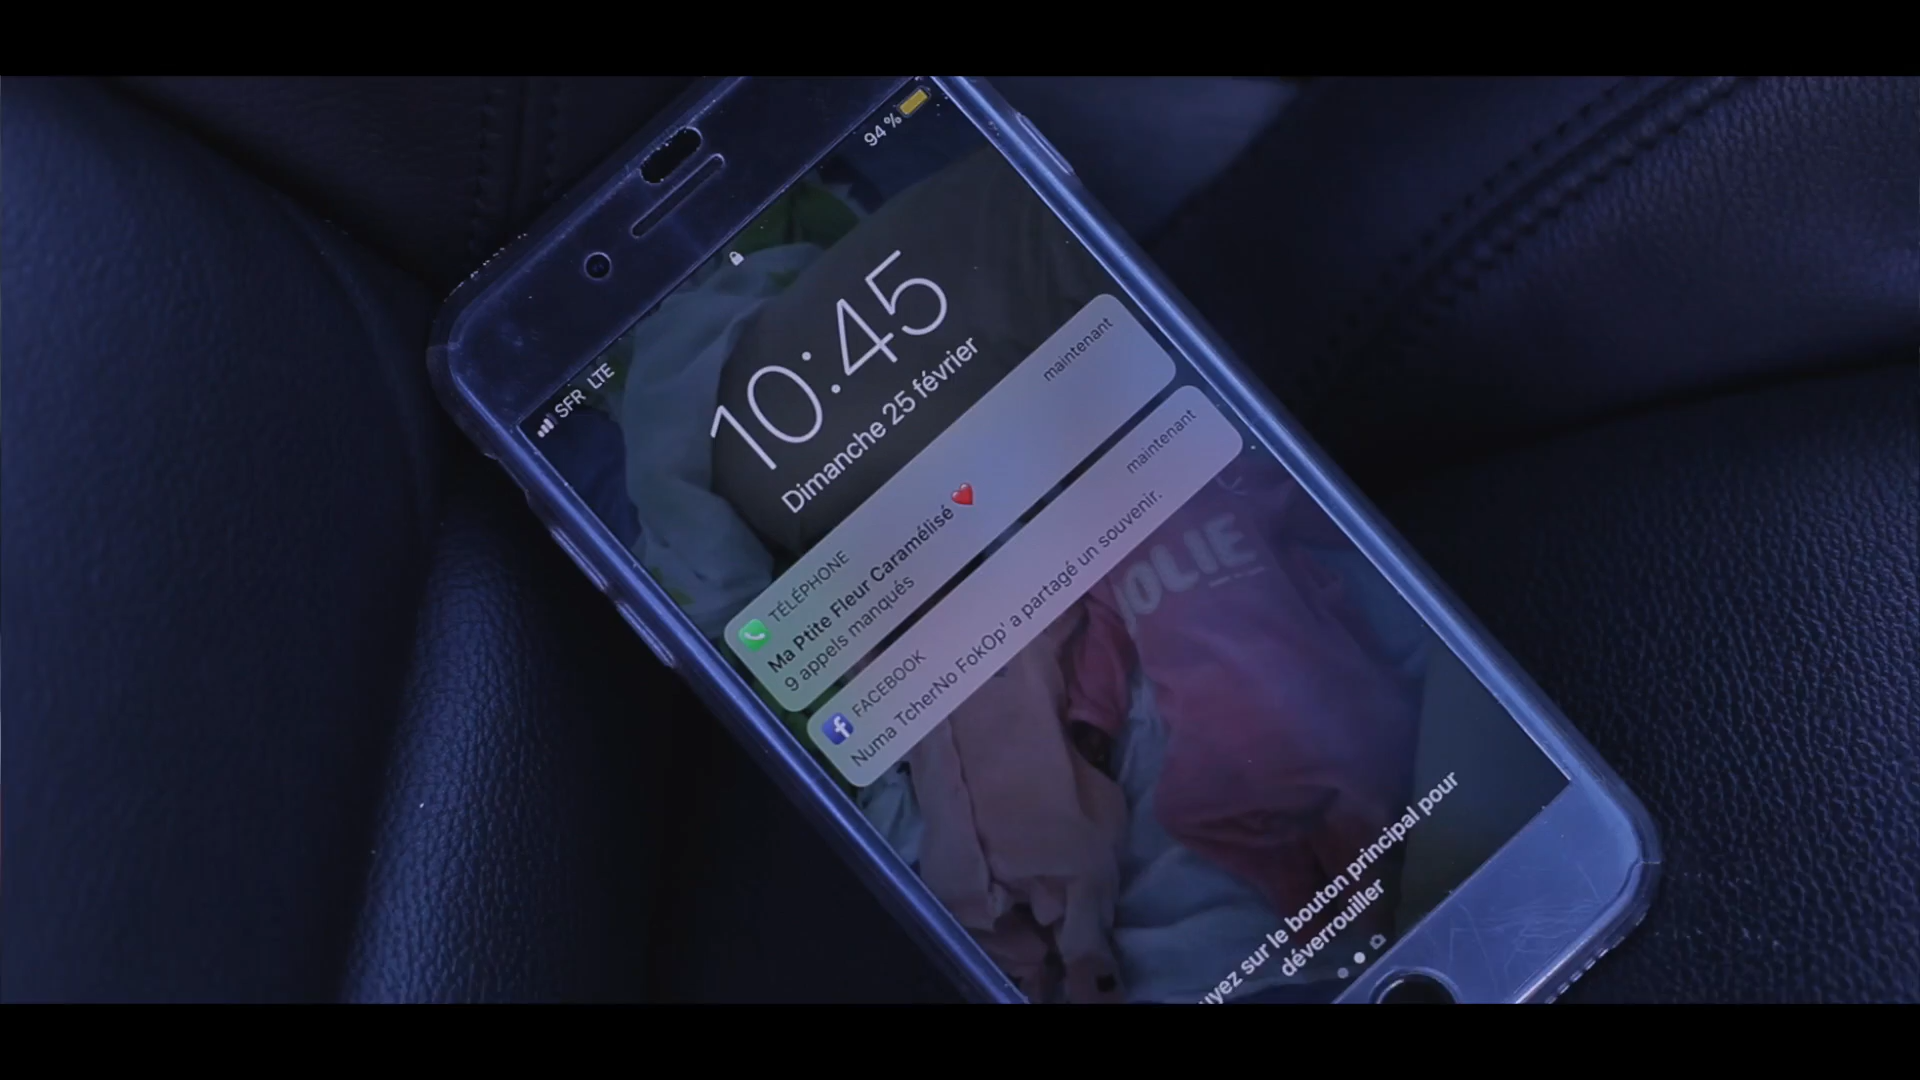 94 %
SFR LTE
10:45
Dimanche 25 février
TÉLÉPHONE
maintenant
Ma Ptite Fleur Caramélisé ❤️
9 appels manqués
FACEBOOK
maintenant
Numa TcherNo FokOp' a partagé un souvenir.
JOLIE
sur le bouton principal pour
déverrouiller